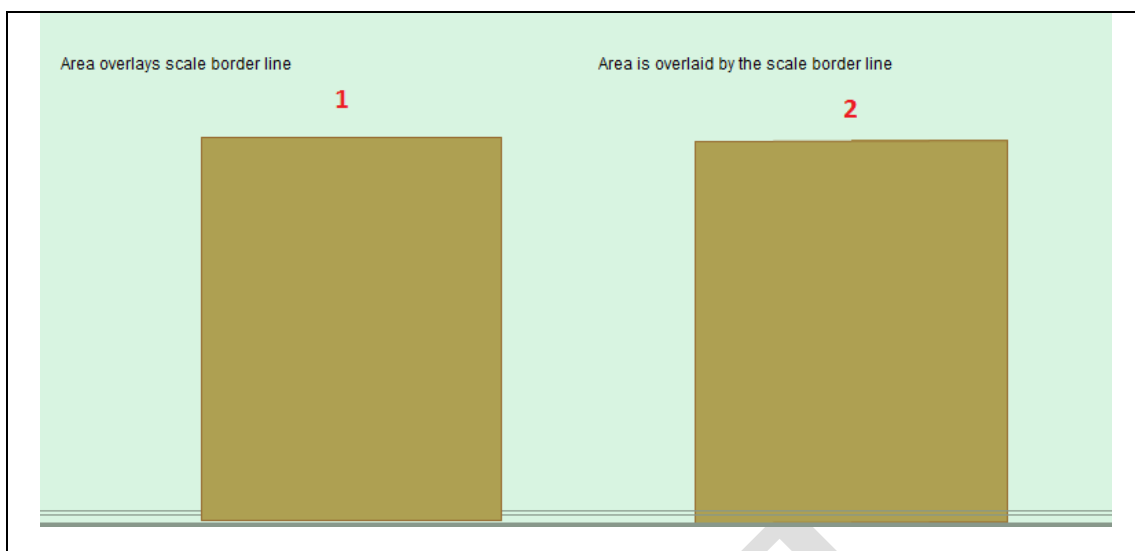 Area overlays scale border line
Area is overlaid by the scale border line
1
2